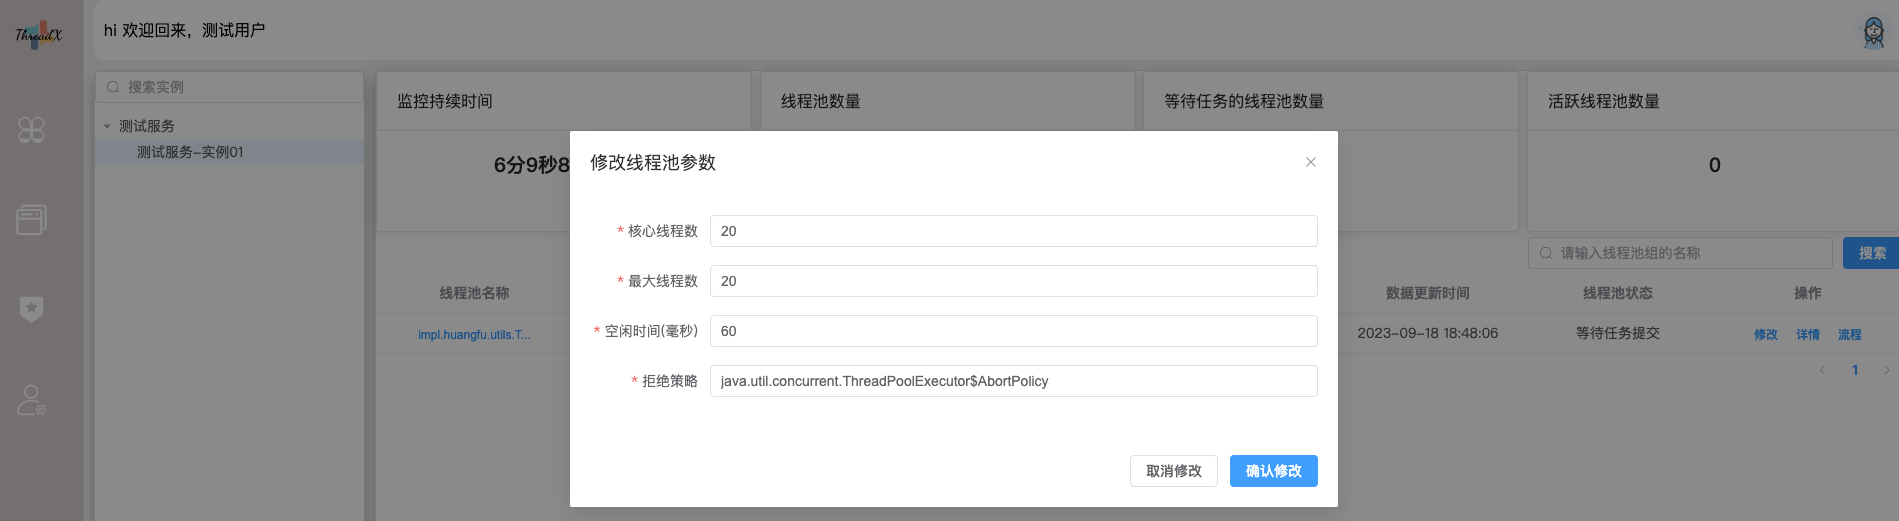 ThreadX
hi 欢迎回来，测试用户
搜索实例
测试服务
测试服务-实例01
监控持续时间
线程池数量
等待任务的线程池数量
活跃线程池数量
6分9秒8
0
修改线程池参数
* 核心线程数 20
* 最大线程数 20
* 空闲时间(毫秒) 60
* 拒绝策略 java.util.concurrent.ThreadPoolExecutor$AbortPolicy
取消修改 确认修改
请输入线程池组的名称 搜索
线程池名称 数据更新时间 线程池状态 操作
impl.huangfu.utils.T... 2023-09-18 18:48:06 等待任务提交 修改 详情 流程
1